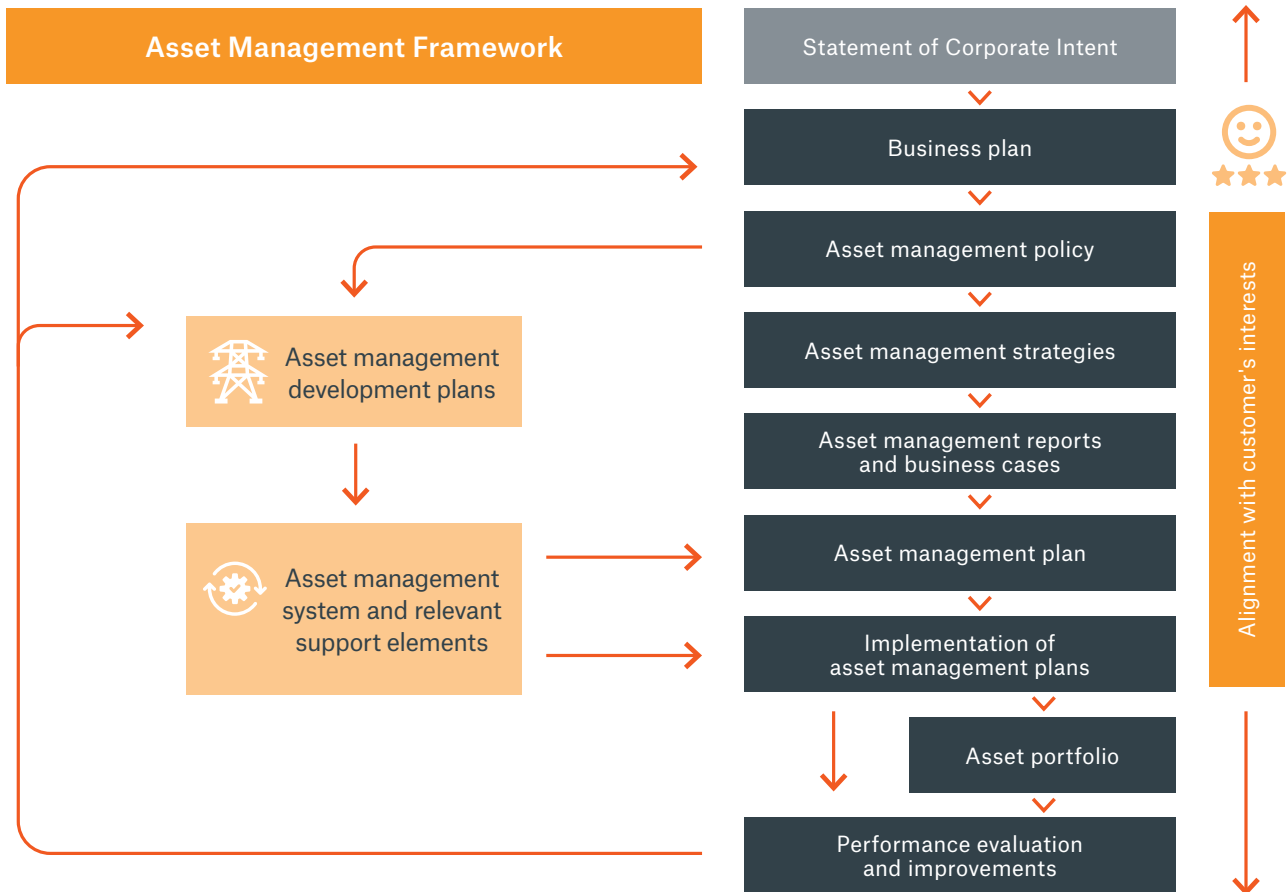 Asset Management Framework
Statement of Corporate Intent
Business plan
Asset management policy
Asset management strategies
Asset management reports
and business cases
Asset management plan
Implementation of
asset management plans
Asset portfolio
Performance evaluation
and improvements
Asset management
development plans
Asset management
system and relevant
support elements
Alignment with customer's interests